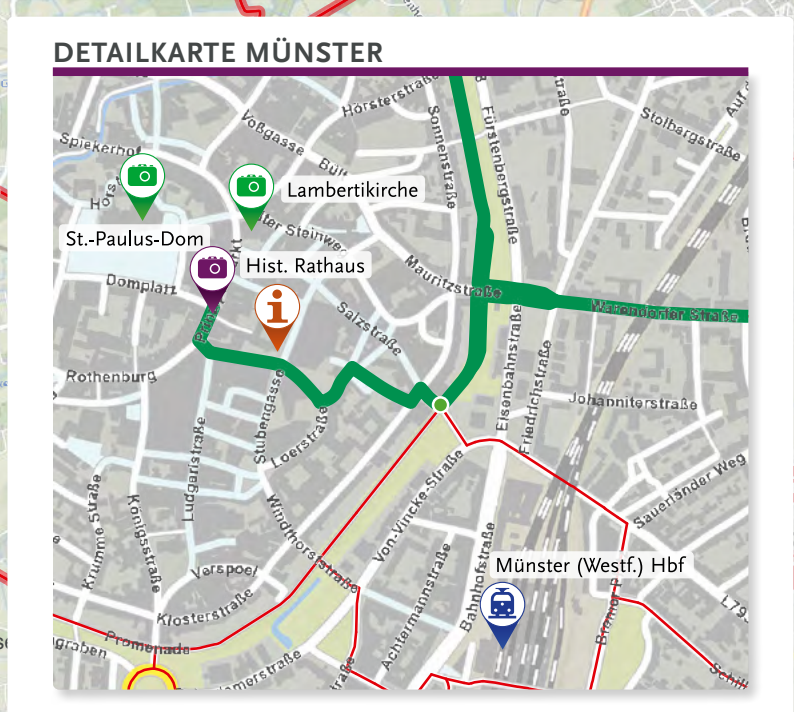 DETAILKARTE MÜNSTER
Hörsterstraße
Sonnenstraße
Fürstenbergstraße
Stolbergstraße
Voßgasse
Spiekerhof
Lambertikirche
St.-Paulus-Dom
Hist. Rathaus
Domplatz
Mauritzstraße
Warendorfer Straße
Salzstraße
Eisenbahnstraße
Friedrichstraße
Rothenburg
Stubengasse
Loerstraße
Johanniterstraße
Ludgeristraße
Königsstraße
Krumme Straße
Windthorststraße
Von-Vincke-Straße
Sauerländer Weg
Verspoel
Klosterstraße
Achtermannstraße
Bahnhofstraße
Münster (Westf.) Hbf
Promenade